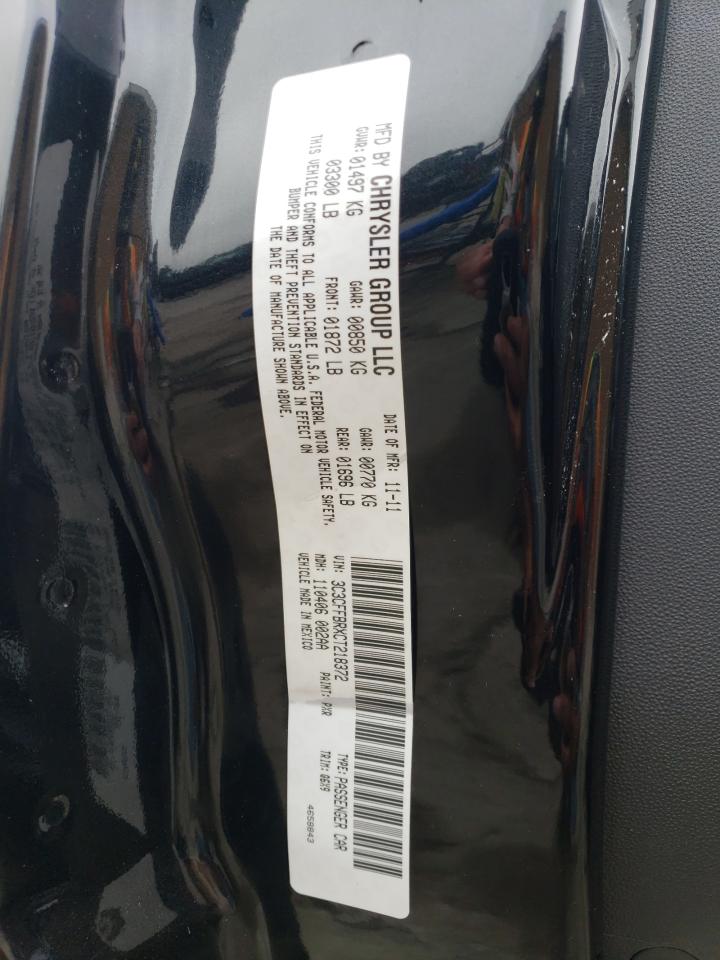 MFD BY CHRYSLER GROUP LLC
DATE OF MFR: 11-11
GVWR: 01497 KG
GAWR: 00850 KG
GAWR: 00770 KG
03300 LB
FRONT: 01872 LB
REAR: 01696 LB
THIS VEHICLE CONFORMS TO ALL APPLICABLE U.S.A. FEDERAL MOTOR VEHICLE SAFETY,
BUMPER AND THEFT PREVENTION STANDARDS IN EFFECT ON
THE DATE OF MANUFACTURE SHOWN ABOVE.
VIN: 3C3CFFBRXCT218372
TYPE: PASSENGER CAR
MDH: 110406 002AA
PAINT: PXR
TRIM: Q6X9
VEHICLE MADE IN MEXICO
4658843